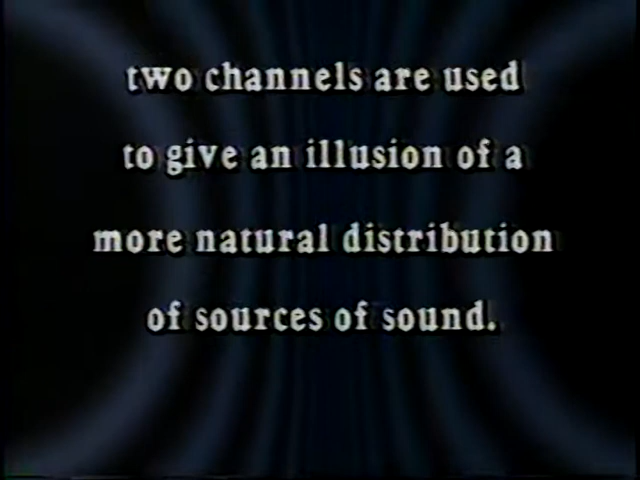 two channels are used
to give an illusion of a
more natural distribution
of sources of sound.